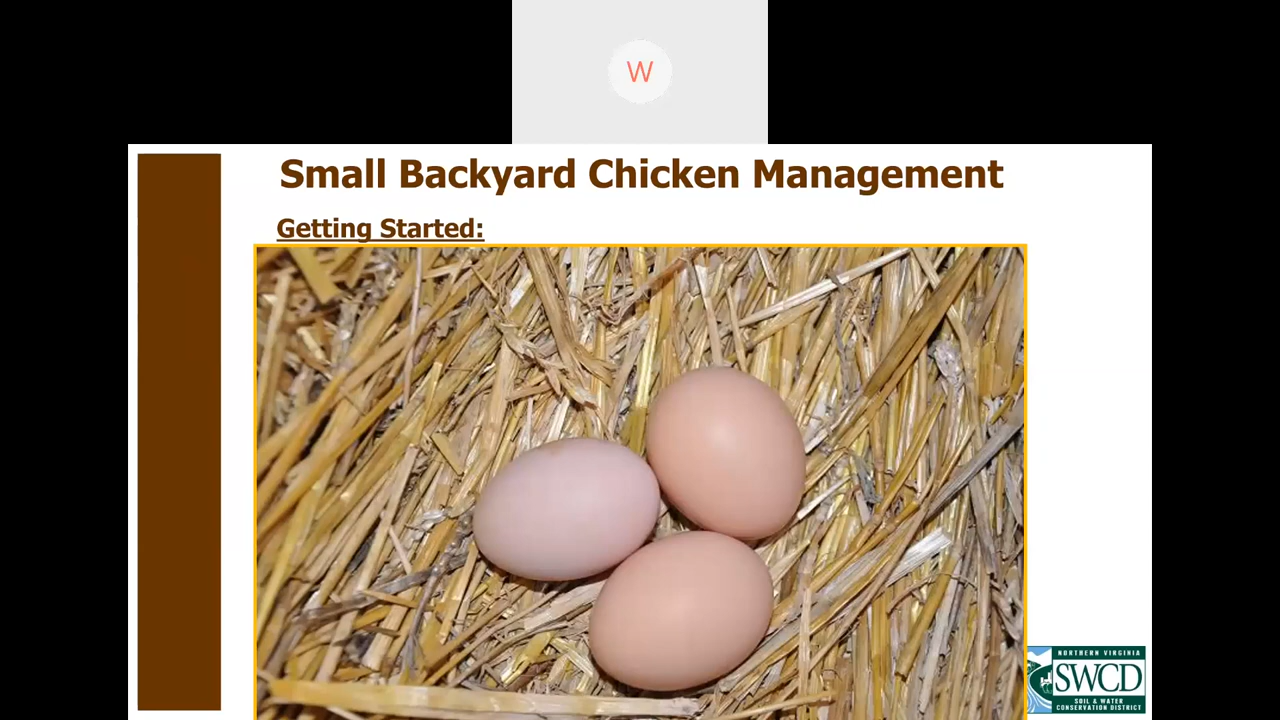 W
Small Backyard Chicken Management
Getting Started:
NORTHERN VIRGINIA
SWCD
SOIL & WATER
CONSERVATION DISTRICT